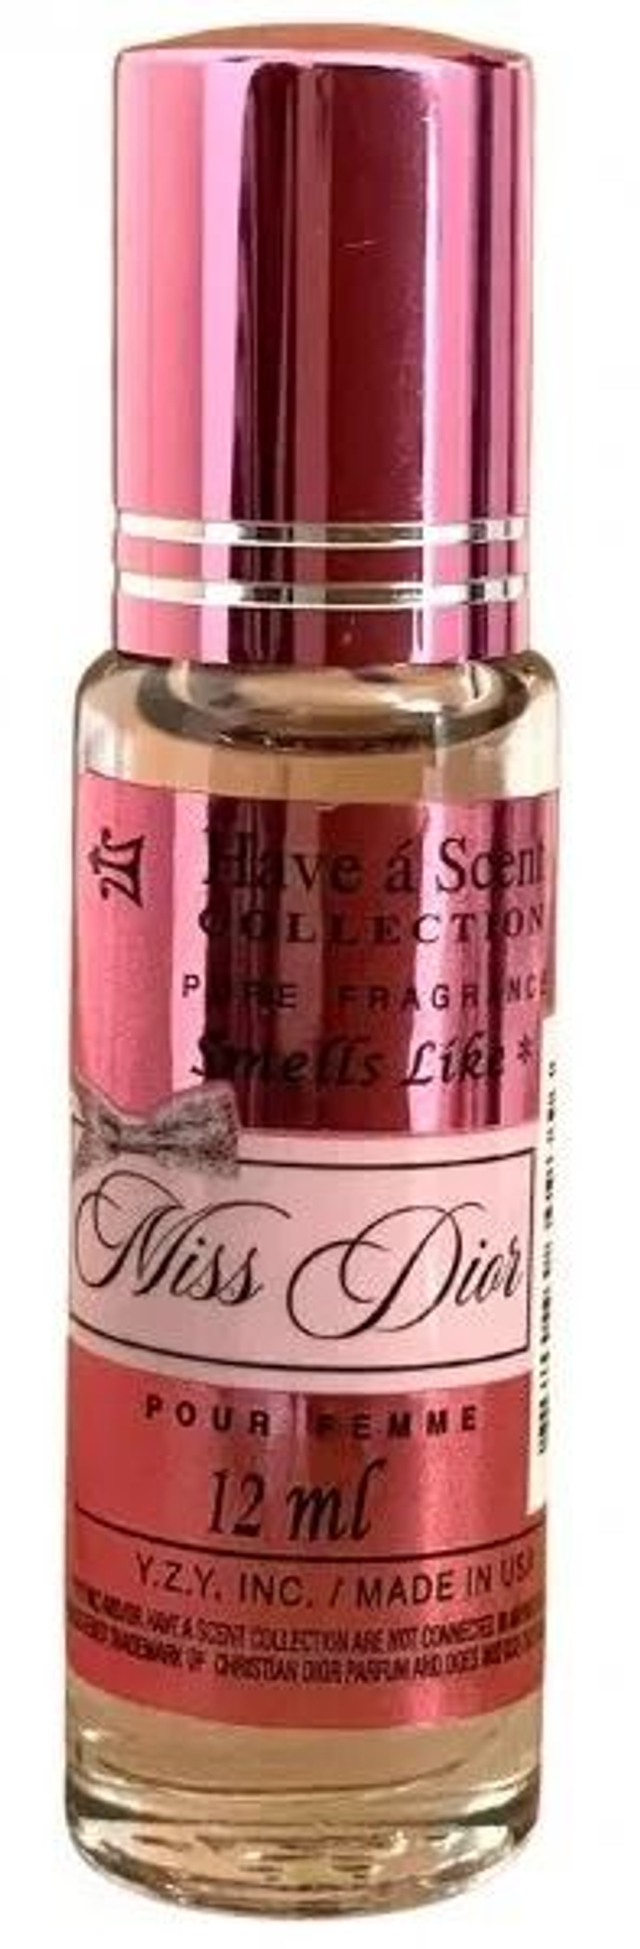 Have á Scent
COLLECTION
PURE FRAGRANCE
Smells Like *
Miss Dior
POUR FEMME
12 ml
Y.Z.Y. INC. / MADE IN USA
HAVE A SCENT COLLECTION ARE NOT CONNECTED
TRADEMARK OF CHRISTIAN DIOR PARFUM AND DOES